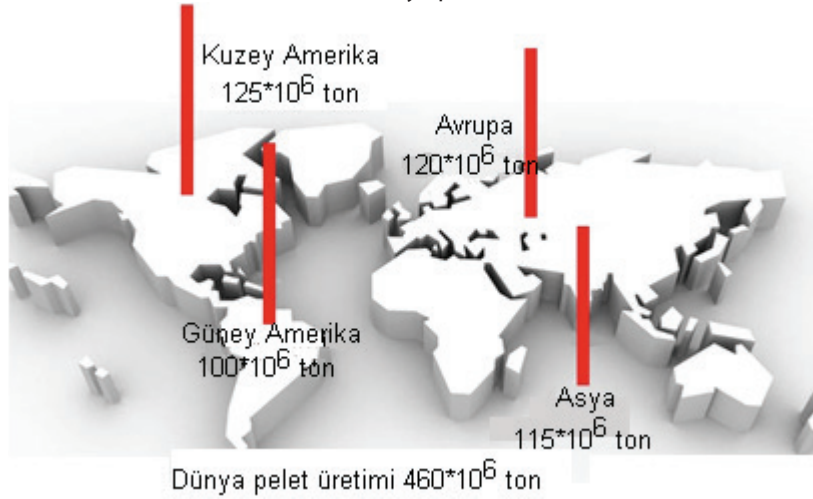 Kuzey Amerika
125*10⁶ ton
Avrupa
120*10⁶ ton
Güney Amerika
100*10⁶ ton
Asya
115*10⁶ ton
Dünya pelet üretimi 460*10⁶ ton